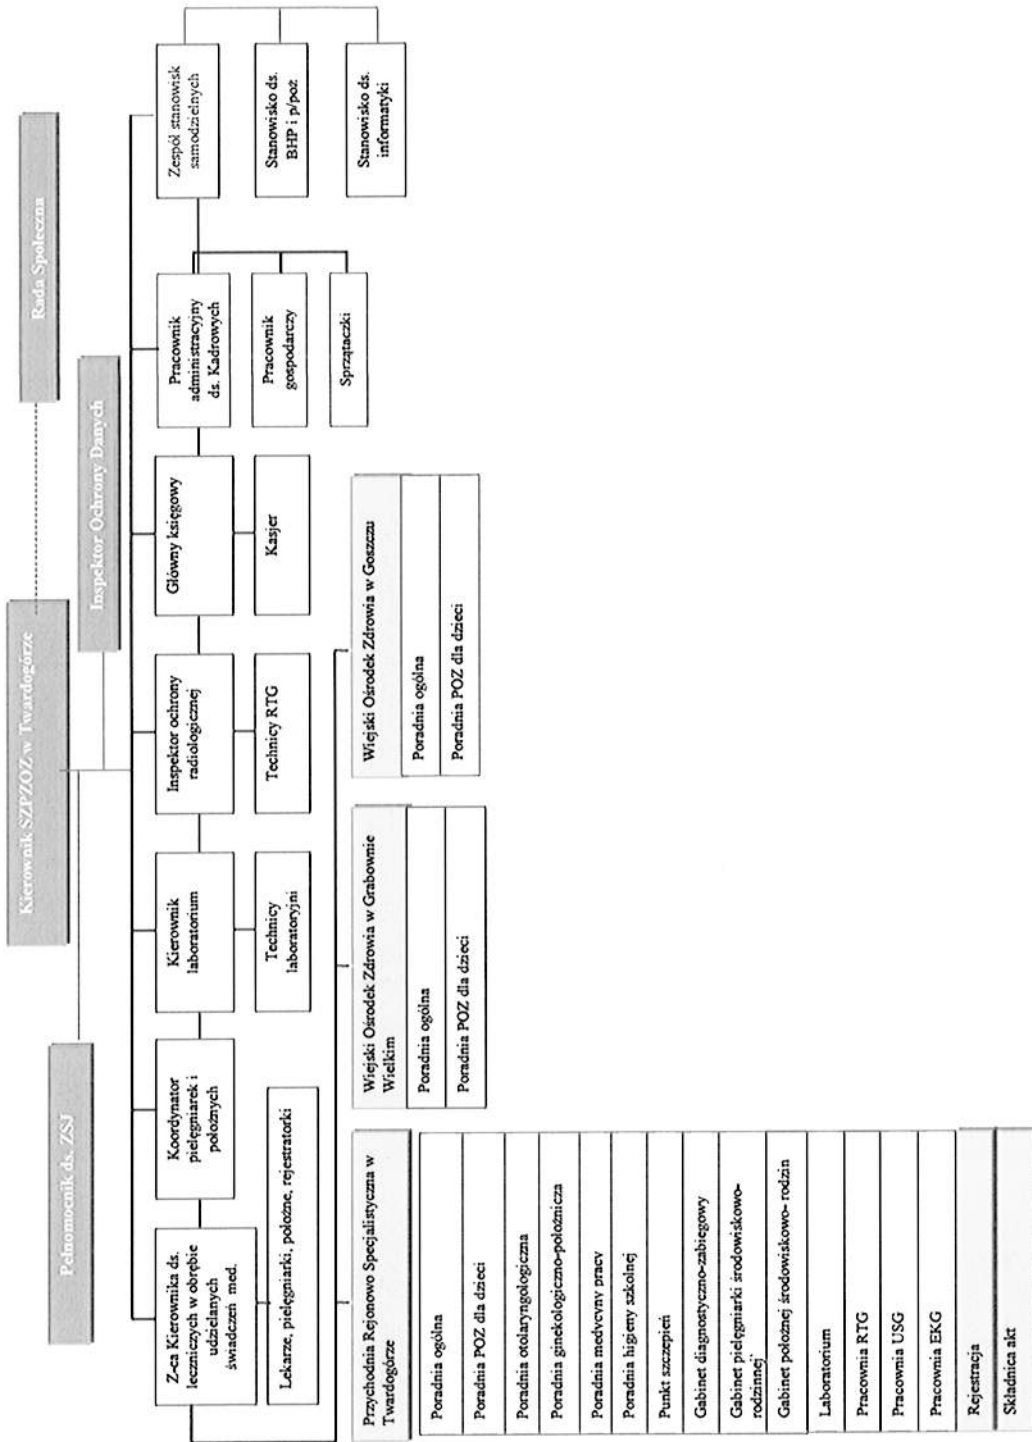 Kierownik SZPZOZ w Twardogórze
Rada Społeczna
Pełnomocnik ds. ZSJ
Inspektor Ochrony Danych
Z-ca Kierownika ds.
leczniczych w obrębie
udzielanych
świadczeń med.
Koordynator
pielęgniarek i
położnych
Kierownik
laboratorium
Inspektor ochrony
radiologicznej
Główny księgowy
Pracownik
administracyjny
ds. Kadrowych
Zespół stanowisk
samodzielnych
Lekarze, pielęgniarki, położne, rejestratorki
Technicy
laboratoryjni
Technicy RTG
Kasjer
Pracownik
gospodarczy
Sprzątaczki
Stanowisko ds.
BHP i p/poż
Stanowisko ds.
informatyki
Przychodnia Rejonowo Specjalistyczna w
Twardogórze
Poradnia ogólna
Poradnia POZ dla dzieci
Poradnia otolaryngologiczna
Poradnia ginekologiczno-położnicza
Poradnia medycyny pracy
Poradnia higieny szkolnej
Punkt szczepień
Gabinet diagnostyczno-zabiegowy
Gabinet pielęgniarki środowiskowo-
rodzinnej
Gabinet położnej środowiskowo- rodzin
Laboratorium
Pracownia RTG
Pracownia USG
Pracownia EKG
Rejestracja
Składnica akt
Wiejski Ośrodek Zdrowia w Grabownie
Wielkim
Poradnia ogólna
Poradnia POZ dla dzieci
Wiejski Ośrodek Zdrowia w Goszczu
Poradnia ogólna
Poradnia POZ dla dzieci